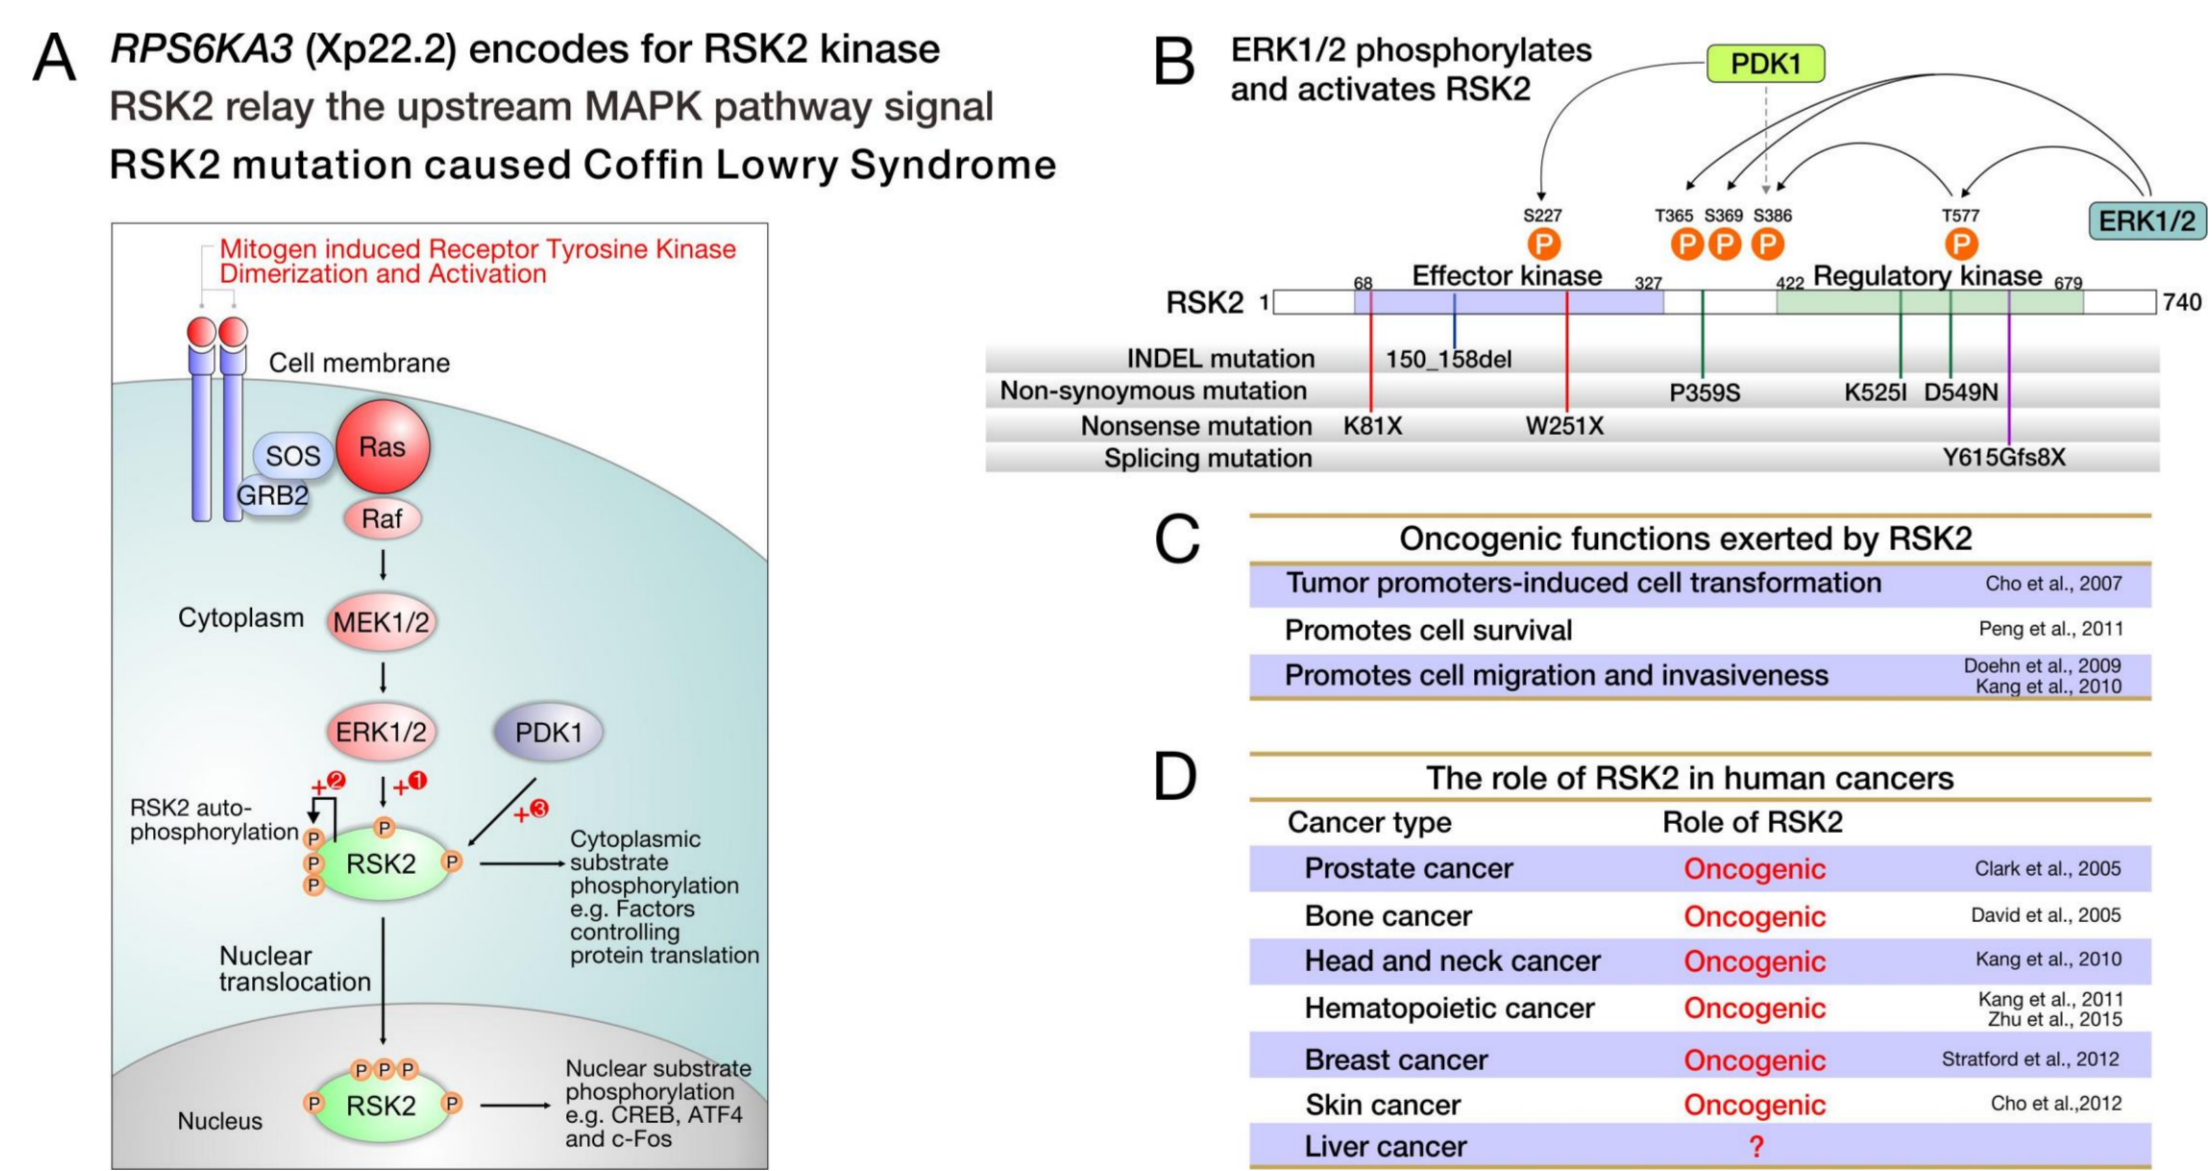 A
RPS6KA3 (Xp22.2) encodes for RSK2 kinase
RSK2 relay the upstream MAPK pathway signal
RSK2 mutation caused Coffin Lowry Syndrome
Mitogen induced Receptor Tyrosine Kinase
Dimerization and Activation
Cell membrane
SOS
Ras
GRB2
Raf
Cytoplasm
MEK1/2
ERK1/2
PDK1
+2
+1
+3
RSK2 auto-
phosphorylation
P
P
P
P
RSK2
P
Cytoplasmic
substrate
phosphorylation
e.g. Factors
controlling
protein translation
Nuclear
translocation
P P P
P
RSK2
P
Nuclear substrate
phosphorylation
e.g. CREB, ATF4
and c-Fos
Nucleus
B
ERK1/2 phosphorylates
and activates RSK2
PDK1
ERK1/2
S227 T365 S369 S386 T577
P P P P P
68 Effector kinase 327 422 Regulatory kinase 679
RSK2 1 740
INDEL mutation 150_158del
Non-synoymous mutation P359S K525I D549N
Nonsense mutation K81X W251X
Splicing mutation Y615Gfs8X
C
Oncogenic functions exerted by RSK2
Tumor promoters-induced cell transformation Cho et al., 2007
Promotes cell survival Peng et al., 2011
Promotes cell migration and invasiveness Doehn et al., 2009
Kang et al., 2010
D
The role of RSK2 in human cancers
Cancer type Role of RSK2
Prostate cancer Oncogenic Clark et al., 2005
Bone cancer Oncogenic David et al., 2005
Head and neck cancer Oncogenic Kang et al., 2010
Hematopoietic cancer Oncogenic Kang et al., 2011
Zhu et al., 2015
Breast cancer Oncogenic Stratford et al., 2012
Skin cancer Oncogenic Cho et al.,2012
Liver cancer ?